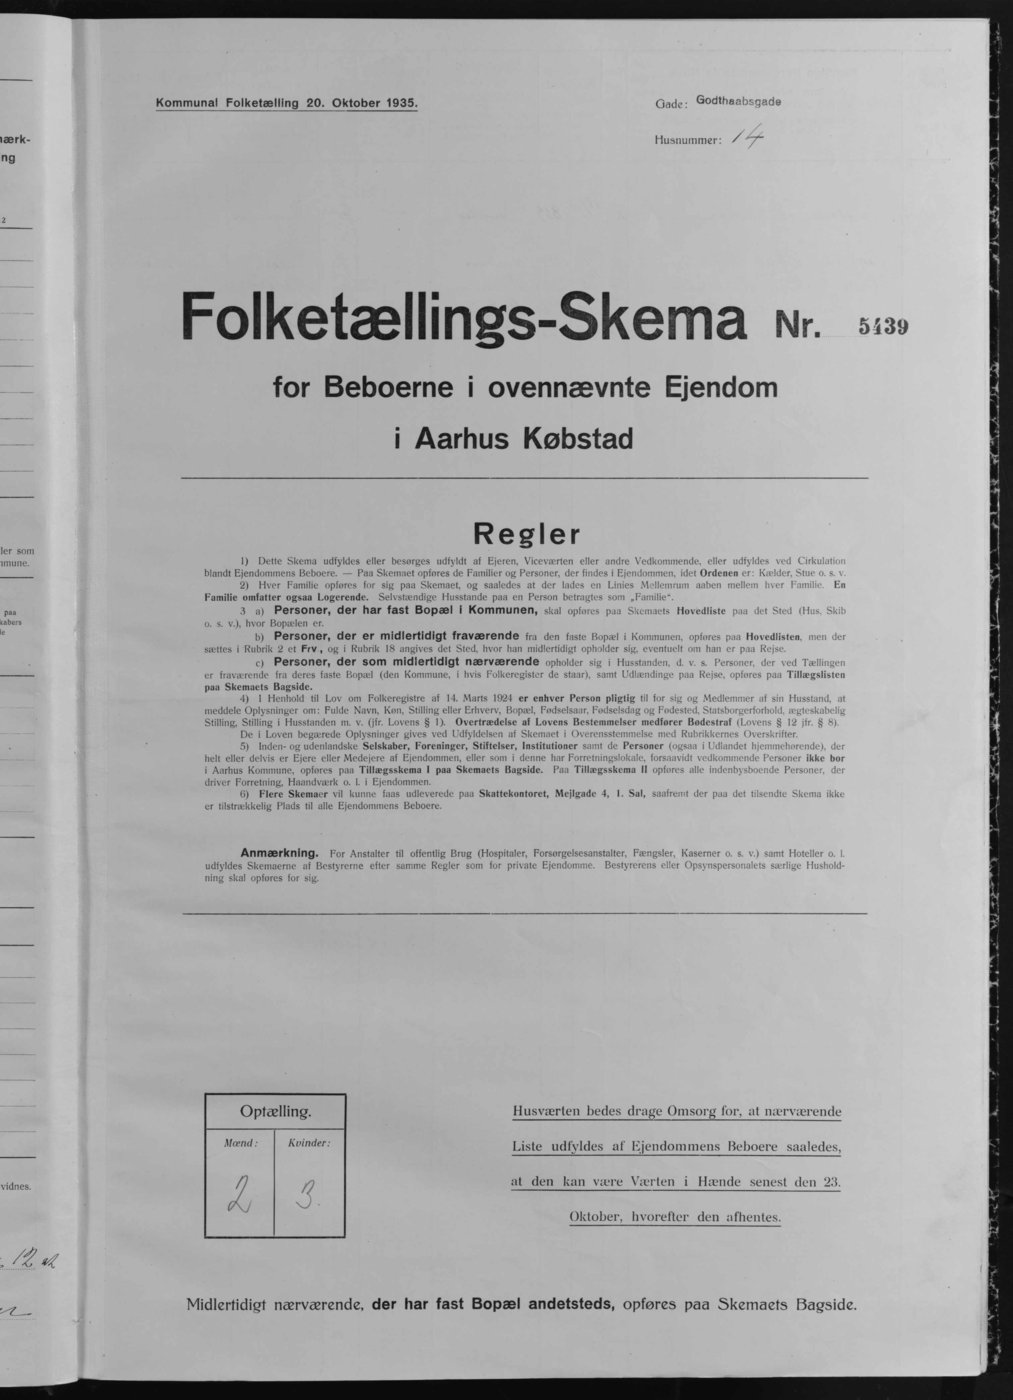 Kommunal Folketælling 20. Oktober 1935.
Gade: Godthaabsgade
Husnummer: 14
Folketællings-Skema Nr. 5439
for Beboerne i ovennævnte Ejendom
i Aarhus Købstad
Regler
1) Dette Skema udfyldes eller besørges udfyldt af Ejeren, Viceværten eller andre Vedkommende, eller udfyldes ved Cirkulation
blandt Ejendommens Beboere. — Paa Skemaet opføres de Familier og Personer, der findes i Ejendommen, idet Ordenen er: Kælder, Stue o. s. v.
2) Hver Familie opføres for sig paa Skemaet, og saaledes at der lades en Linies Mellemrum aaben mellem hver Familie. En
Familie omfatter ogsaa Logerende. Selvstændige Husstande paa en Person betragtes som „Familie“.
3 a) Personer, der har fast Bopæl i Kommunen, skal opføres paa Skemaets Hovedliste paa det Sted (Hus, Skib
o. s. v.), hvor Bopælen er.
b) Personer, der er midlertidigt fraværende fra den faste Bopæl i Kommunen, opføres paa Hovedlisten, men der
sættes i Rubrik 2 et Frv., og i Rubrik 18 angives det Sted, hvor han midlertidigt opholder sig, eventuelt om han er paa Rejse.
c) Personer, der som midlertidigt nærværende opholder sig i Husstanden, d. v. s. Personer, der ved Tællingen
er fraværende fra deres faste Bopæl (den Kommune, i hvis Folkeregister de staar), samt Udlændinge paa Rejse, opføres paa Tillægslisten
paa Skemaets Bagside.
4) I Henhold til Lov om Folkeregistre af 14. Marts 1924 er enhver Person pligtig til for sig og Medlemmer af sin Husstand, at
meddele Oplysninger om: Fulde Navn, Køn, Stilling eller Erhverv, Bopæl, Fødselsaar, Fødselsdag og Fødested, Statsborgerforhold, ægteskabelig
Stilling, Stilling i Husstanden m. v. (jfr. Lovens § 1). Overtrædelse af Lovens Bestemmelser medfører Bødestraf (Lovens § 12 jfr. § 8).
De i Loven begærede Oplysninger gives ved Udfyldelsen af Skemaet i Overensstemmelse med Rubrikkernes Overskrifter.
5) Inden- og udenlandske Selskaber, Foreninger, Stiftelser, Institutioner samt de Personer (ogsaa i Udlandet hjemmehørende), der
helt eller delvis er Ejere eller Medejere af Ejendommen, eller som i denne har Forretningslokale, forsaavidt vedkommende Personer ikke bor
i Aarhus Kommune, opføres paa Tillægsskema I paa Skemaets Bagside. Paa Tillægsskema II opføres alle indenbysboende Personer, der
driver Forretning, Haandværk o. l. i Ejendommen.
6) Flere Skemaer vil kunne faas udleverede paa Skattekontoret, Mejlgade 4, 1. Sal, saafremt der paa det tilsendte Skema ikke
er tilstrækkelig Plads til alle Ejendommens Beboere.
Anmærkning. For Anstalter til offentlig Brug (Hospitaler, Forsørgelsesanstalter, Fængsler, Kaserner o. s. v.) samt Hoteller o. l.
udfyldes Skemaerne af Bestyrerne efter samme Regler som for private Ejendomme. Bestyrerens eller Opsynspersonalets særlige Hushold-
ning skal opføres for sig.
Optælling.
Mænd: Kvinder:
2 3.
Husværten bedes drage Omsorg for, at nærværende
Liste udfyldes af Ejendommens Beboere saaledes,
at den kan være Værten i Hænde senest den 23.
Oktober, hvorefter den afhentes.
Midlertidigt nærværende, der har fast Bopæl andetsteds, opføres paa Skemaets Bagside.